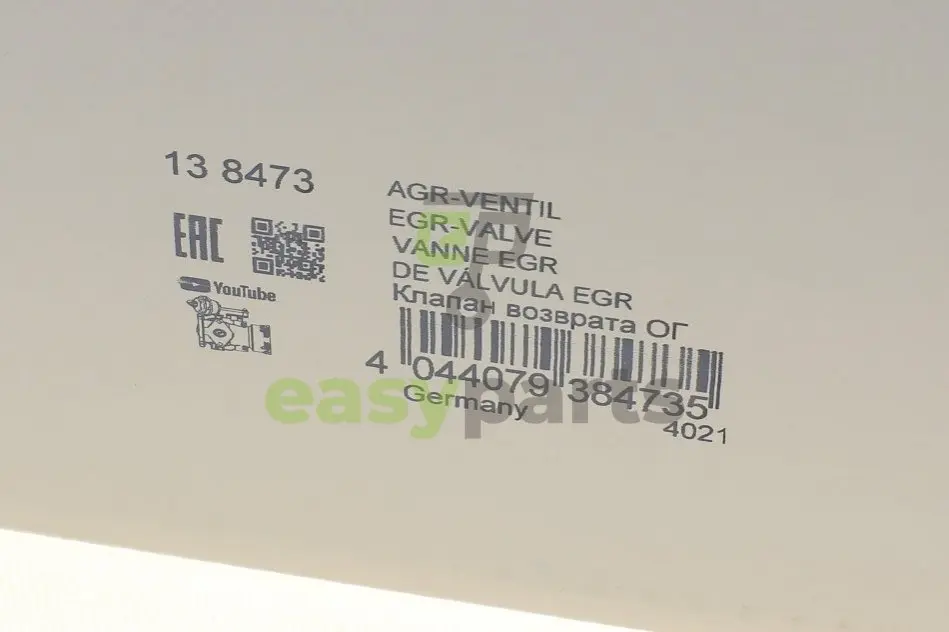 13 8473
EAC
YouTube
AGR-VENTIL
EGR-VALVE
VANNE EGR
DE VÁLVULA EGR
Клапан возврата ОГ
4 044079 384735
Germany
4021
easyparts